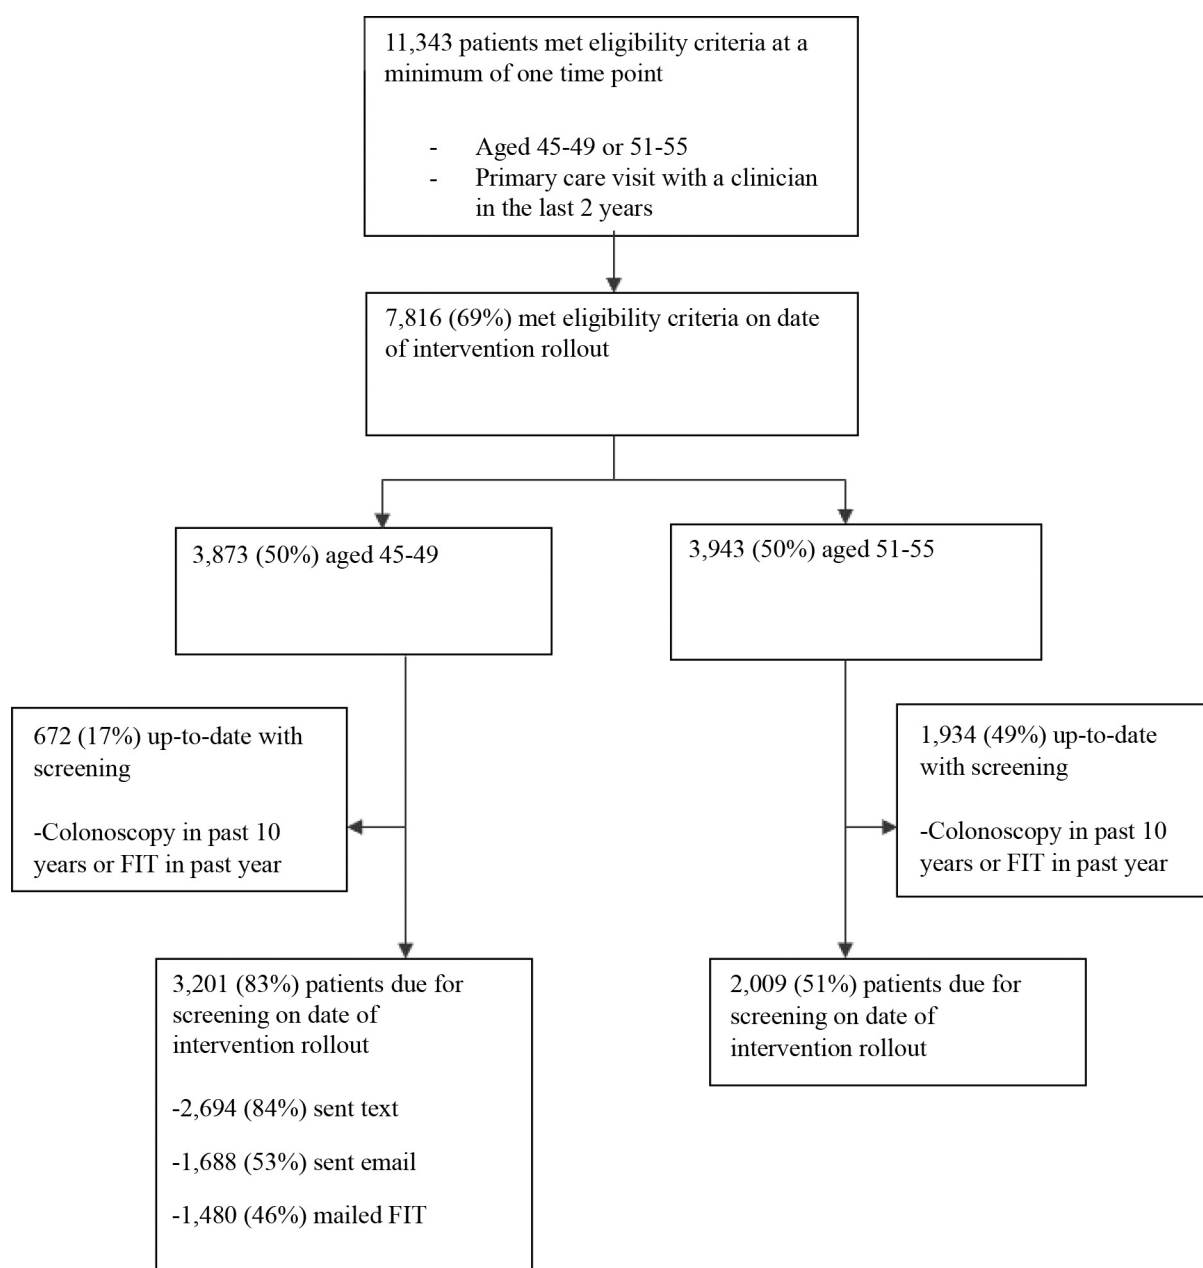 11,343 patients met eligibility criteria at a
minimum of one time point
- Aged 45-49 or 51-55
- Primary care visit with a clinician
in the last 2 years
7,816 (69%) met eligibility criteria on date
of intervention rollout
3,873 (50%) aged 45-49
3,943 (50%) aged 51-55
672 (17%) up-to-date with
screening
-Colonoscopy in past 10
years or FIT in past year
1,934 (49%) up-to-date
with screening
-Colonoscopy in past 10
years or FIT in past year
3,201 (83%) patients due for
screening on date of
intervention rollout
-2,694 (84%) sent text
-1,688 (53%) sent email
-1,480 (46%) mailed FIT
2,009 (51%) patients due for
screening on date of
intervention rollout